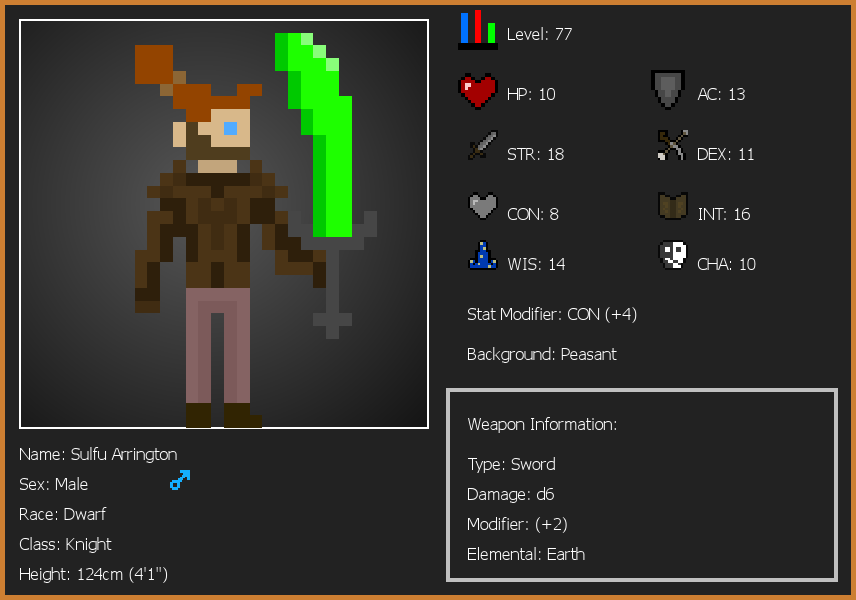 Level: 77
HP: 10
AC: 13
STR: 18
DEX: 11
CON: 8
INT: 16
WIS: 14
CHA: 10
Stat Modifier: CON (+4)
Background: Peasant
Weapon Information:
Type: Sword
Damage: d6
Modifier: (+2)
Elemental: Earth
Name: Sulfu Arrington
Sex: Male
Race: Dwarf
Class: Knight
Height: 124cm (4'1")